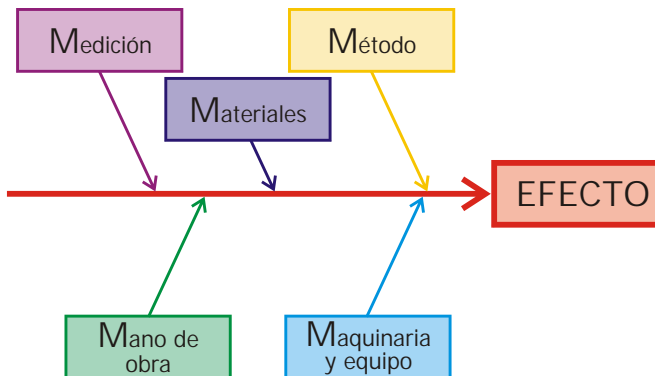 Medición
Método
Materiales
EFECTO
Mano de
obra
Maquinaria
y equipo